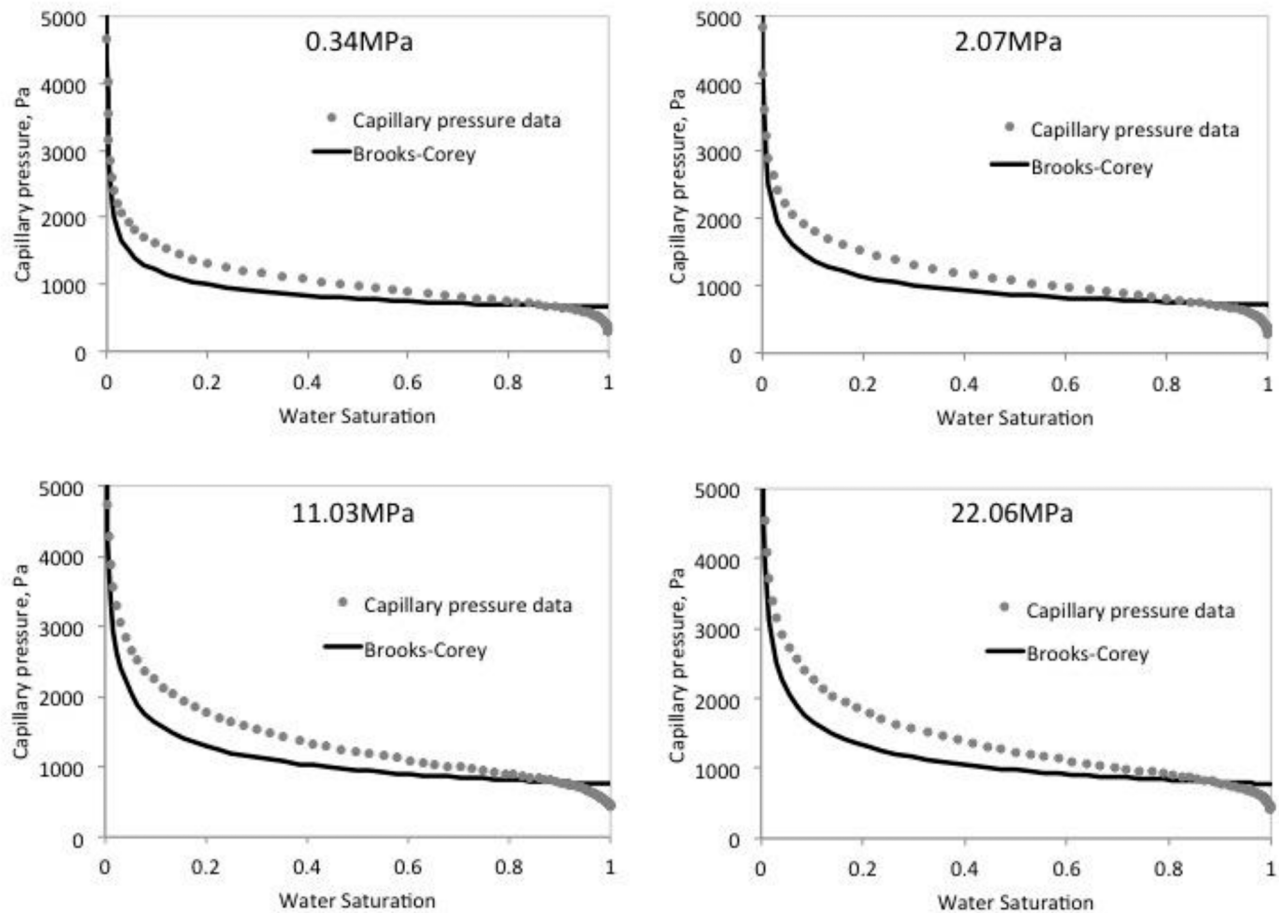 0.34MPa
Capillary pressure, Pa
5000
4000
3000
2000
1000
0
Capillary pressure data
Brooks-Corey
0 0.2 0.4 0.6 0.8 1
Water Saturation
2.07MPa
Capillary pressure, Pa
5000
4000
3000
2000
1000
0
Capillary pressure data
Brooks-Corey
0 0.2 0.4 0.6 0.8 1
Water Saturation
11.03MPa
Capillary pressure, Pa
5000
4000
3000
2000
1000
0
Capillary pressure data
Brooks-Corey
0 0.2 0.4 0.6 0.8 1
Water Saturation
22.06MPa
Capillary pressure, Pa
5000
4000
3000
2000
1000
0
Capillary pressure data
Brooks-Corey
0 0.2 0.4 0.6 0.8 1
Water Saturation